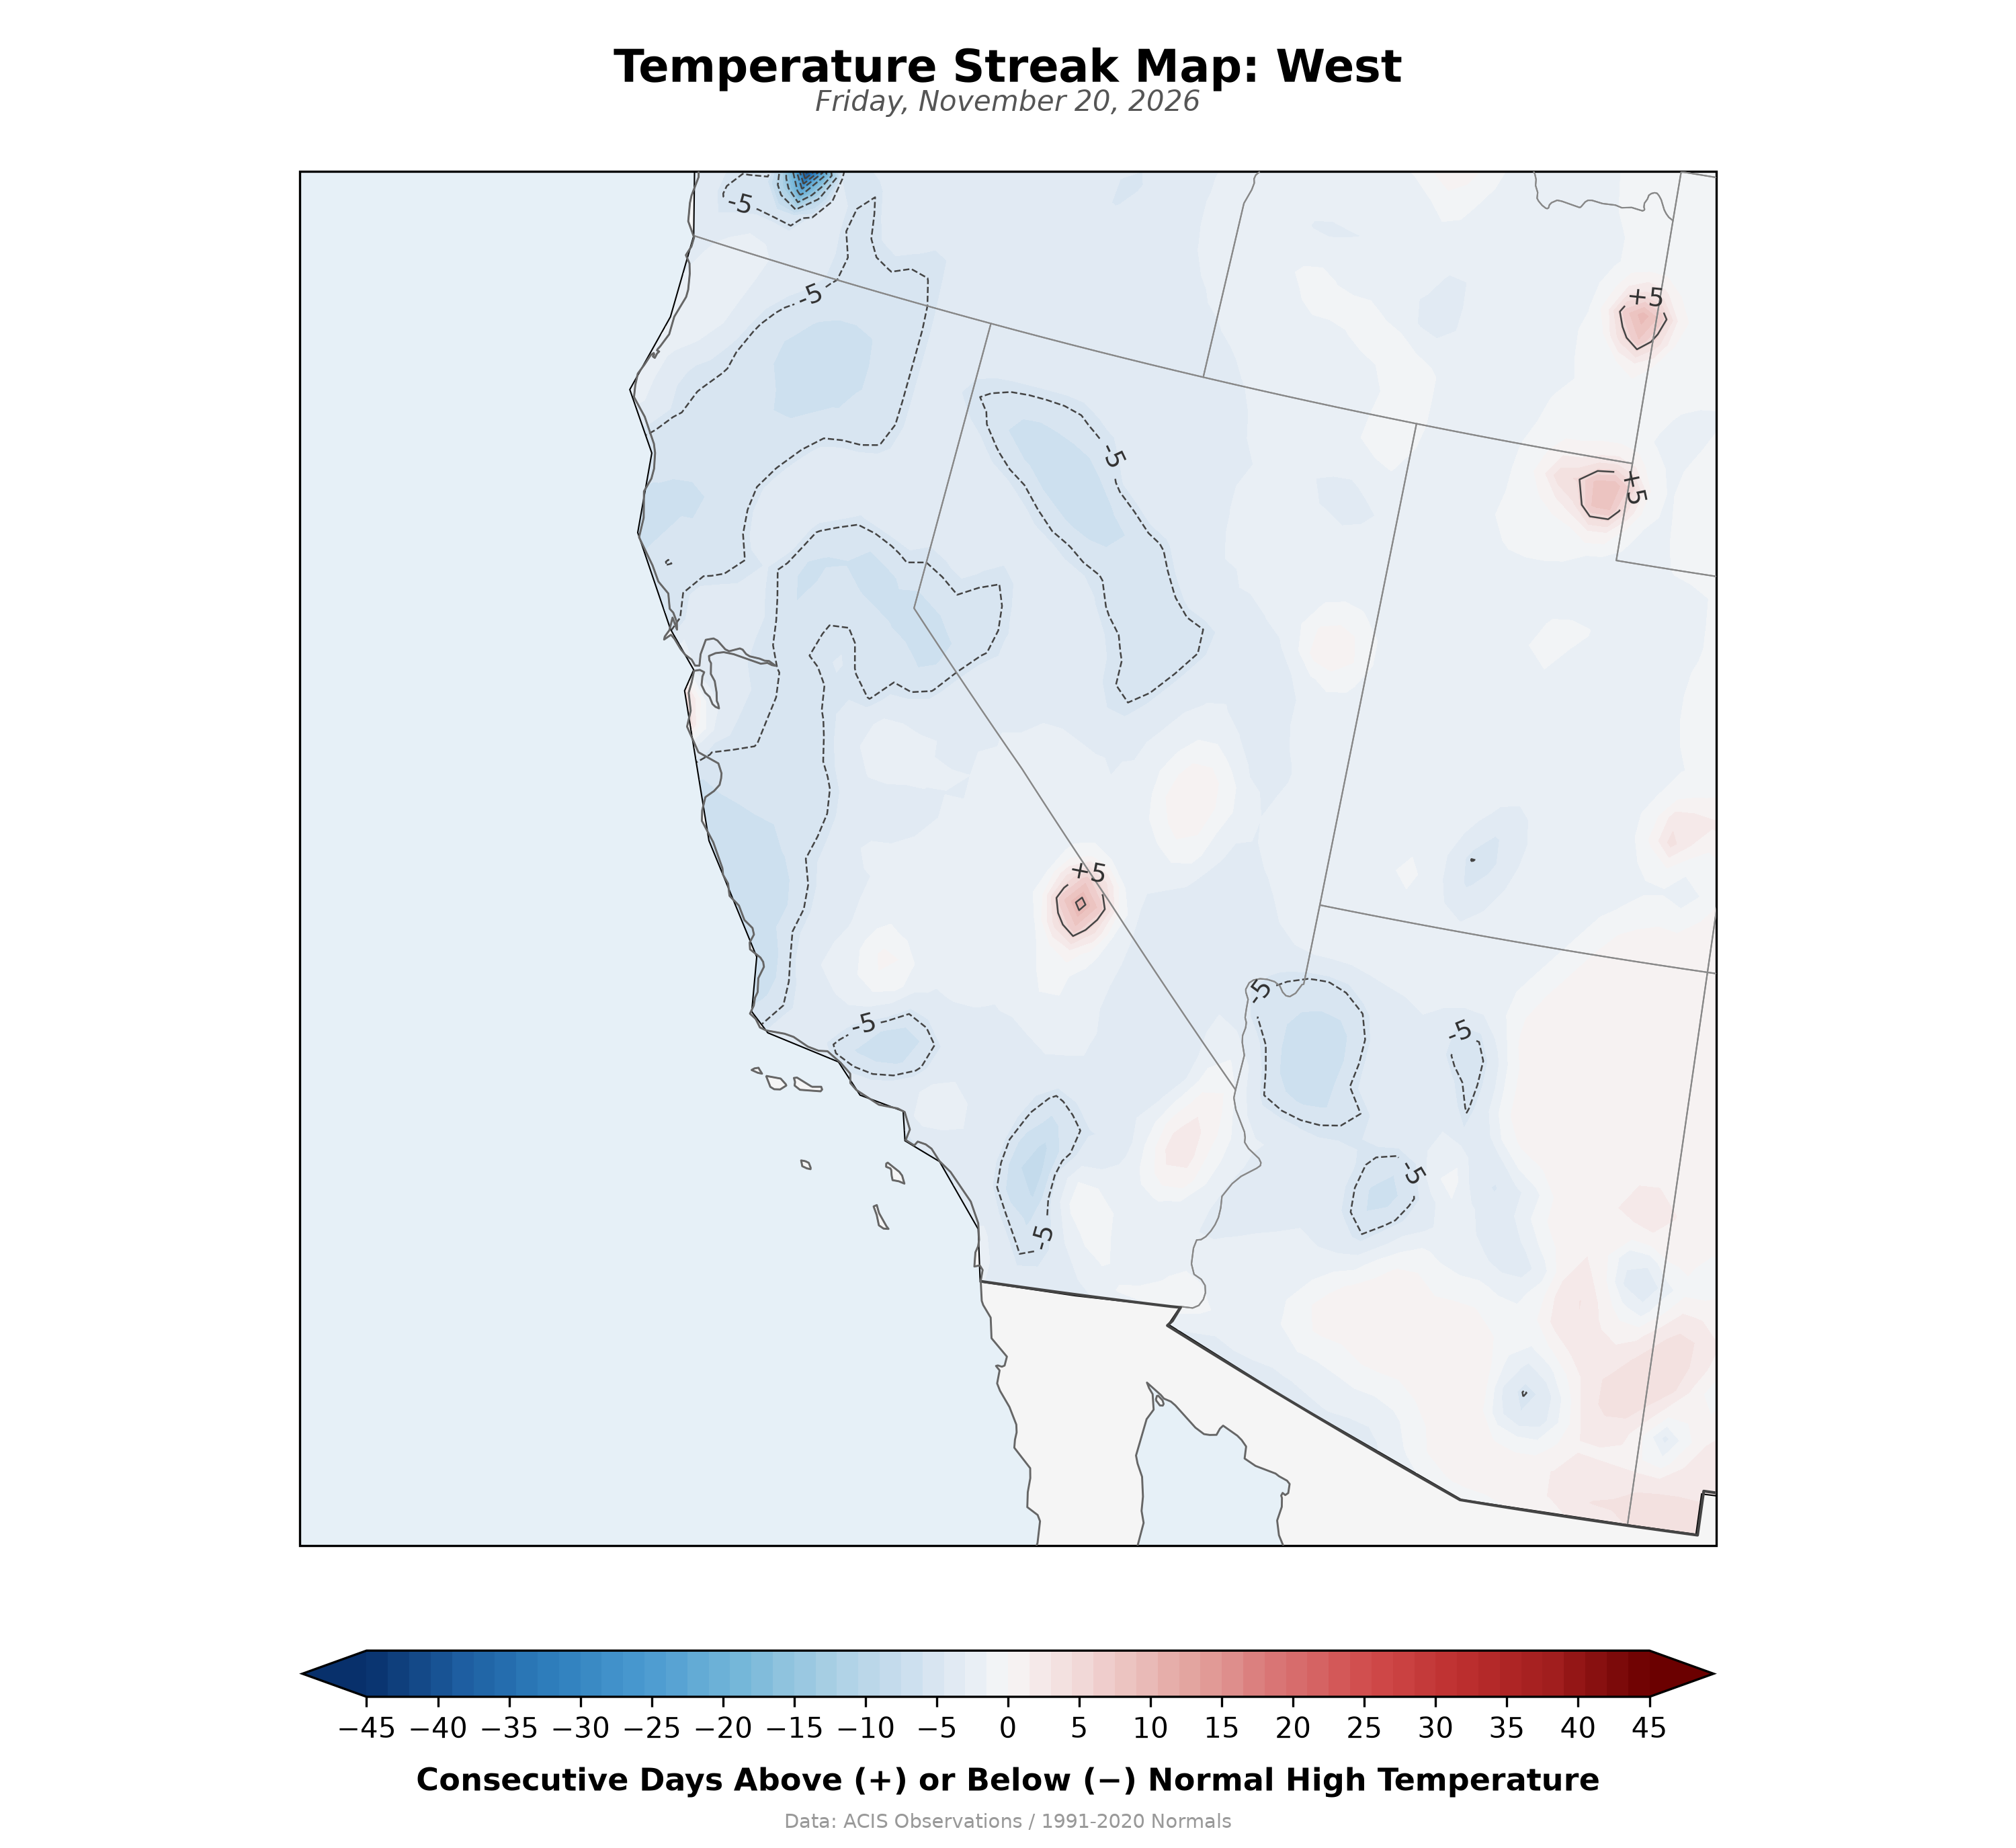 Temperature Streak Map: West
Friday, November 20, 2026
-5
+5
-5
-5
+5
+5
-5
-5
-5
-5
-5
−45 −40 −35 −30 −25 −20 −15 −10 −5 0 5 10 15 20 25 30 35 40 45
Consecutive Days Above (+) or Below (−) Normal High Temperature
Data: ACIS Observations / 1991-2020 Normals